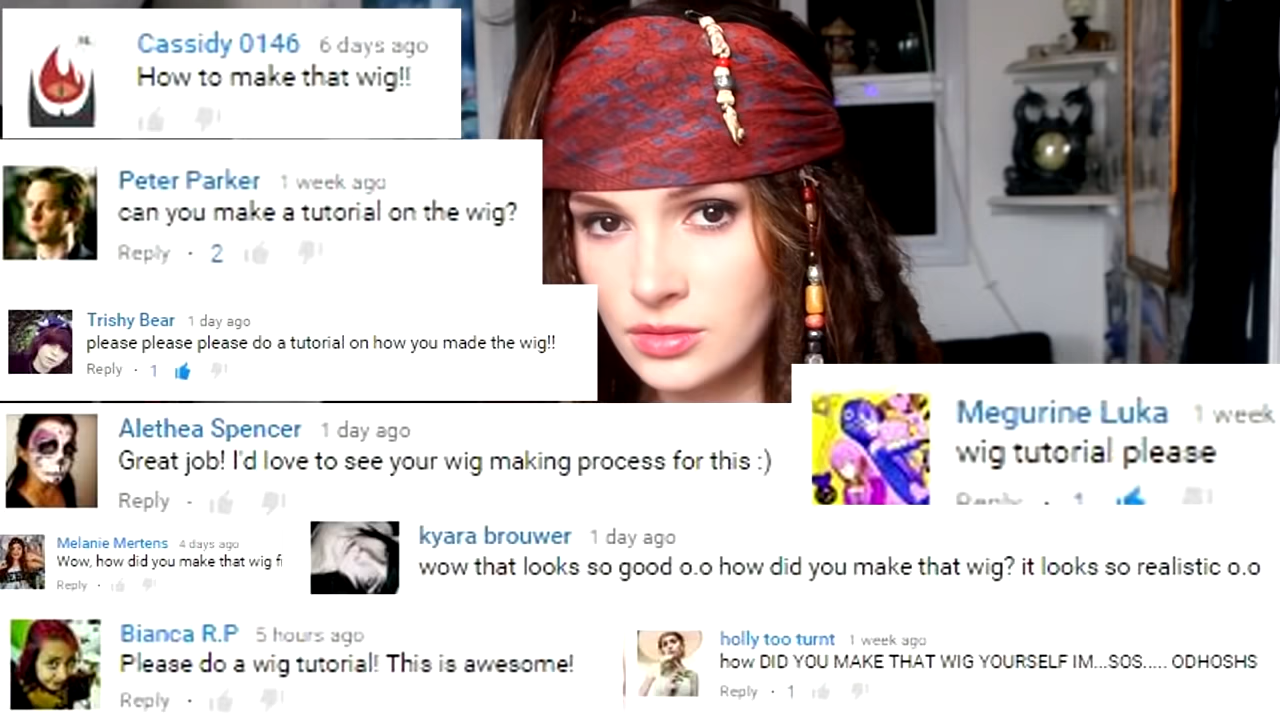 Cassidy 0146 6 days ago
How to make that wig!!
Peter Parker 1 week ago
can you make a tutorial on the wig?
Reply · 2
Trishy Bear 1 day ago
please please please do a tutorial on how you made the wig!!
Reply · 1
Alethea Spencer 1 day ago
Great job! I'd love to see your wig making process for this :)
Reply ·
Megurine Luka 1 week
wig tutorial please
Reply · 1
Melanie Mertens 4 days ago
Wow, how did you make that wig
Reply ·
kyara brouwer 1 day ago
wow that looks so good o.o how did you make that wig? it looks so realistic o.o
Bianca R.P 5 hours ago
Please do a wig tutorial! This is awesome!
Reply ·
holly too turnt 1 week ago
how DID YOU MAKE THAT WIG YOURSELF IM...SOS..... ODHOSHS
Reply · 1